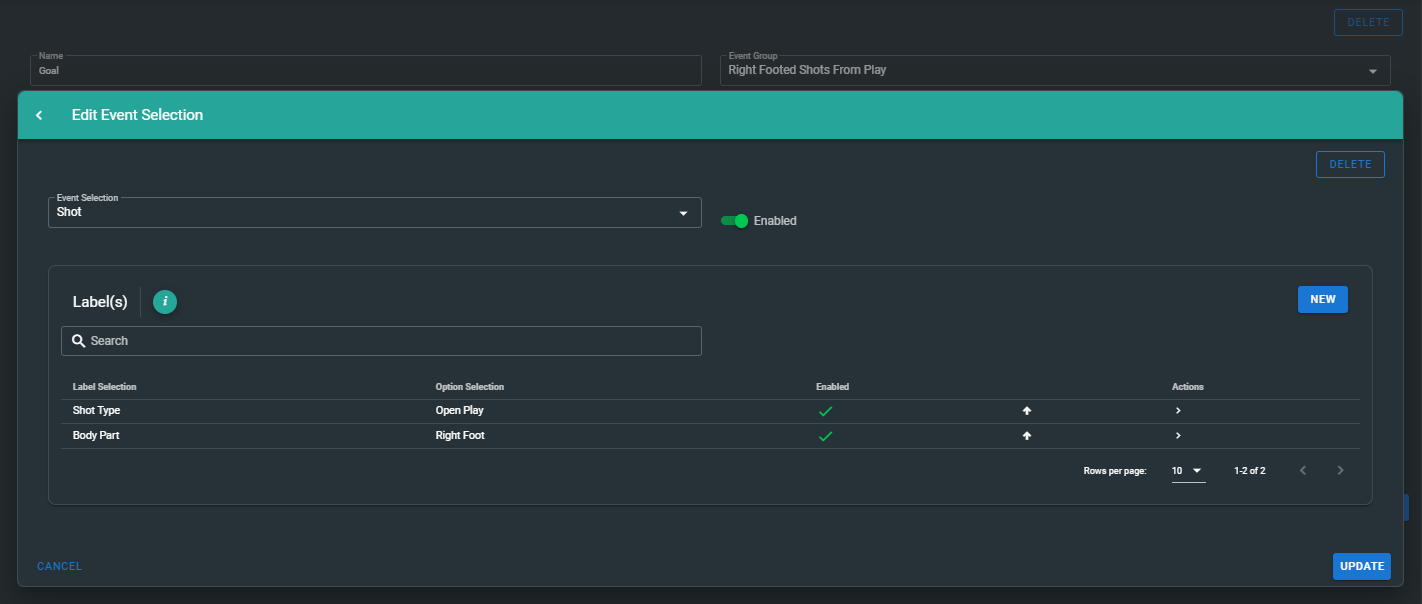 DELETE
Name
Goal
Event Group
Right Footed Shots From Play
Edit Event Selection
DELETE
Event Selection
Shot
Enabled
Label(s)
i
NEW
Search
Label Selection Option Selection Enabled Actions
Shot Type Open Play
Body Part Right Foot
Rows per page: 10 1-2 of 2
CANCEL
UPDATE